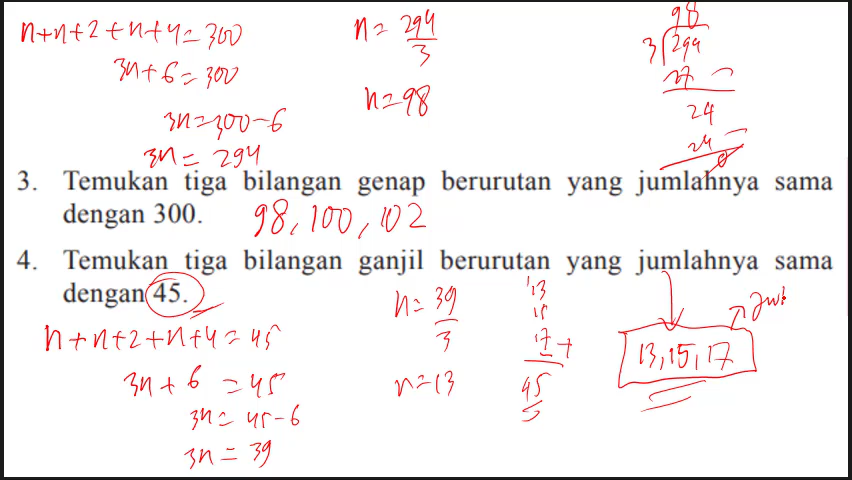 n+n+2+n+4=300
3n+6=300
3n=300-6
3n=294
n=294/3
n=98
98
3√294
27
24
24
0
3. Temukan tiga bilangan genap berurutan yang jumlahnya sama
dengan 300. 98, 100, 102
4. Temukan tiga bilangan ganjil berurutan yang jumlahnya sama
dengan 45.
n+n+2+n+4=45
3n+6=45
3n=45-6
3n=39
n=39/3
n=13
13
15
17 +
45
13, 15, 17